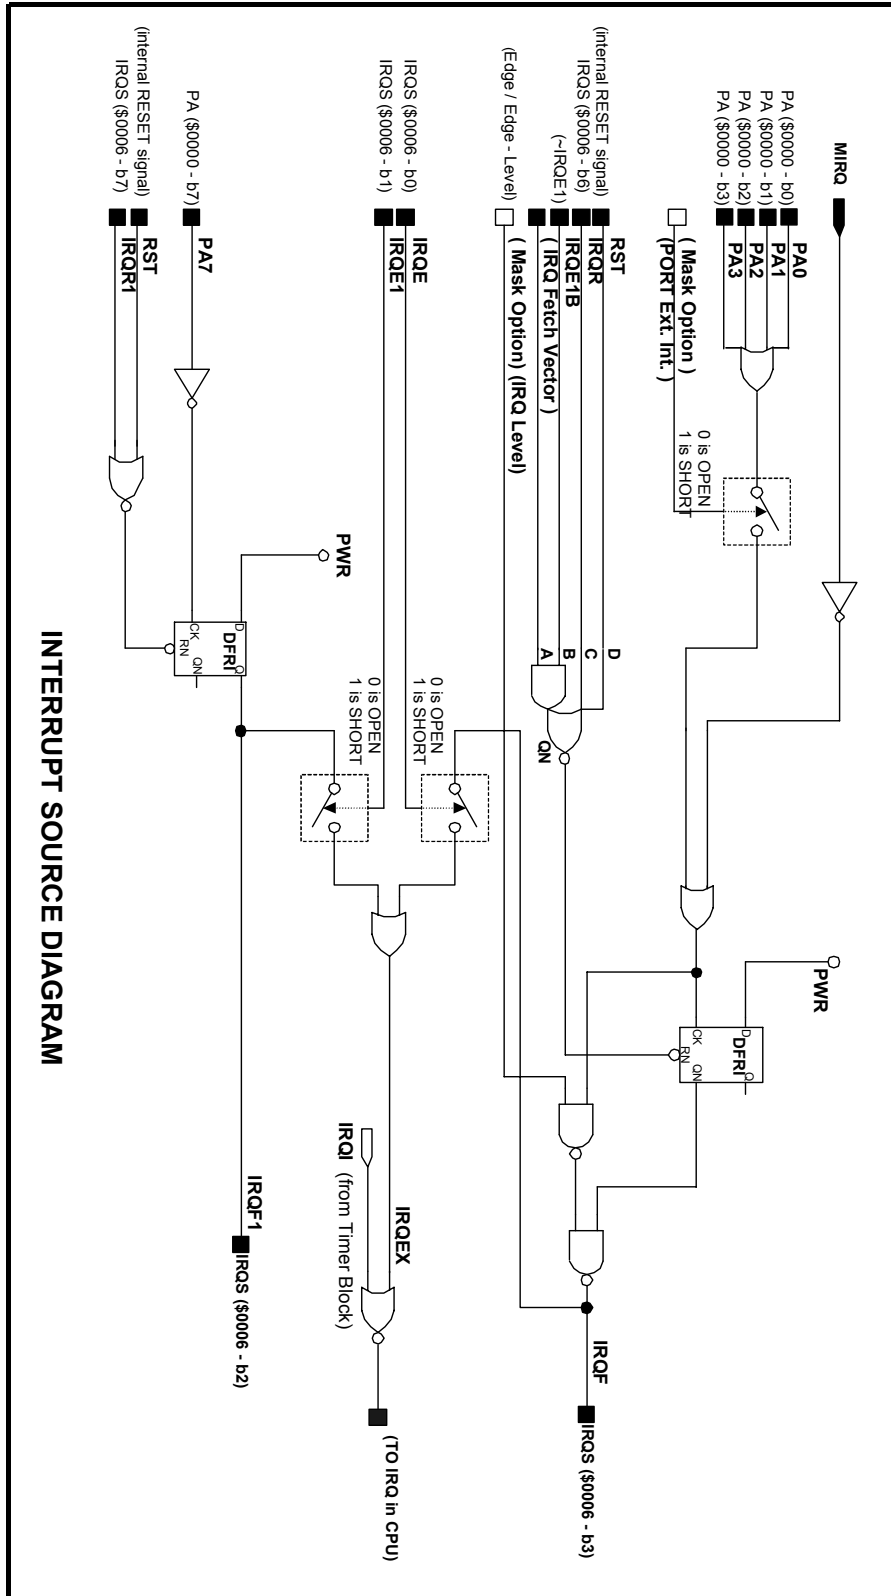 MIRQ
PA ($0000 - b0)
PA ($0000 - b1)
PA ($0000 - b2)
PA ($0000 - b3)
PA0
PA1
PA2
PA3
( Mask Option )
(PORT Ext. Int. )
0 is OPEN
1 is SHORT
(internal RESET signal)
IRQS ($0006 - b6)
(~IRQE1)
RST
IRQR
IRQE1B
( IRQ Fetch Vector )
(Edge / Edge - Level)
( Mask Option) (IRQ Level)
D
C
B
A
QN
PWR
D
Q
DFRI
CK
QN
RN
IRQF
IRQS ($0006 - b3)
IRQS ($0006 - b0)
IRQS ($0006 - b1)
IRQE
IRQE1
0 is OPEN
1 is SHORT
0 is OPEN
1 is SHORT
IRQEX
IRQI (from Timer Block)
(TO IRQ in CPU)
PA ($0000 - b7)
PA7
(internal RESET signal)
IRQS ($0006 - b7)
RST
IRQR1
PWR
D
Q
DFRI
CK
QN
RN
IRQF1
IRQS ($0006 - b2)
INTERRUPT SOURCE DIAGRAM